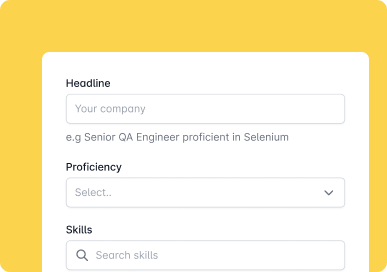 Headline
Your company
e.g Senior QA Engineer proficient in Selenium
Proficiency
Select..
Skills
Search skills